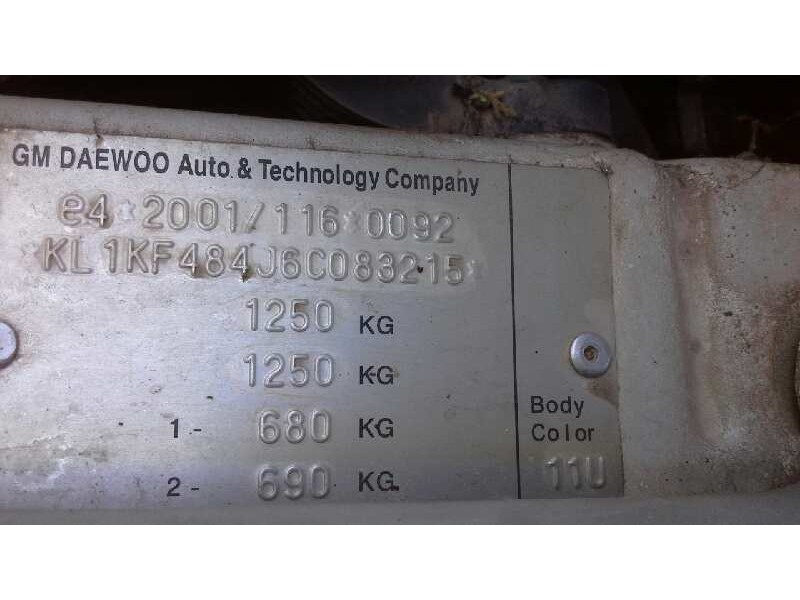 GM DAEWOO Auto & Technology Company
e4*2001/116*0092
*KL1KF484J6C083215*
1250 KG
1250 KG
1- 680 KG
2- 690 KG
Body
Color
11U